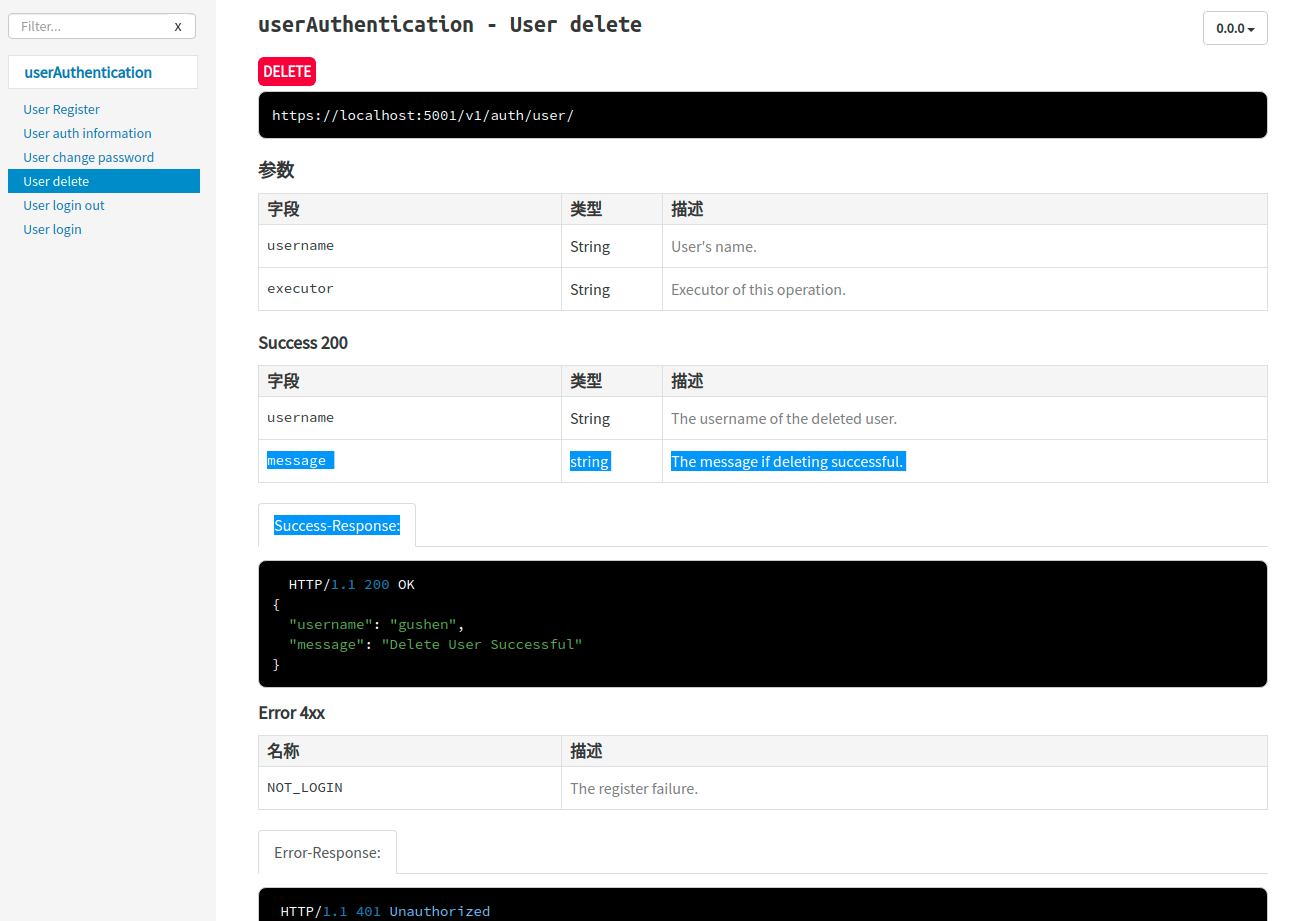 Filter... x
userAuthentication
User Register
User auth information
User change password
User delete
User login out
User login
userAuthentication - User delete
0.0.0
DELETE
https://localhost:5001/v1/auth/user/
参数
字段 类型 描述
username String User's name.
executor String Executor of this operation.
Success 200
字段 类型 描述
username String The username of the deleted user.
message string The message if deleting successful.
Success-Response:
HTTP/1.1 200 OK
{
"username": "gushen",
"message": "Delete User Successful"
}
Error 4xx
名称 描述
NOT_LOGIN The register failure.
Error-Response:
HTTP/1.1 401 Unauthorized